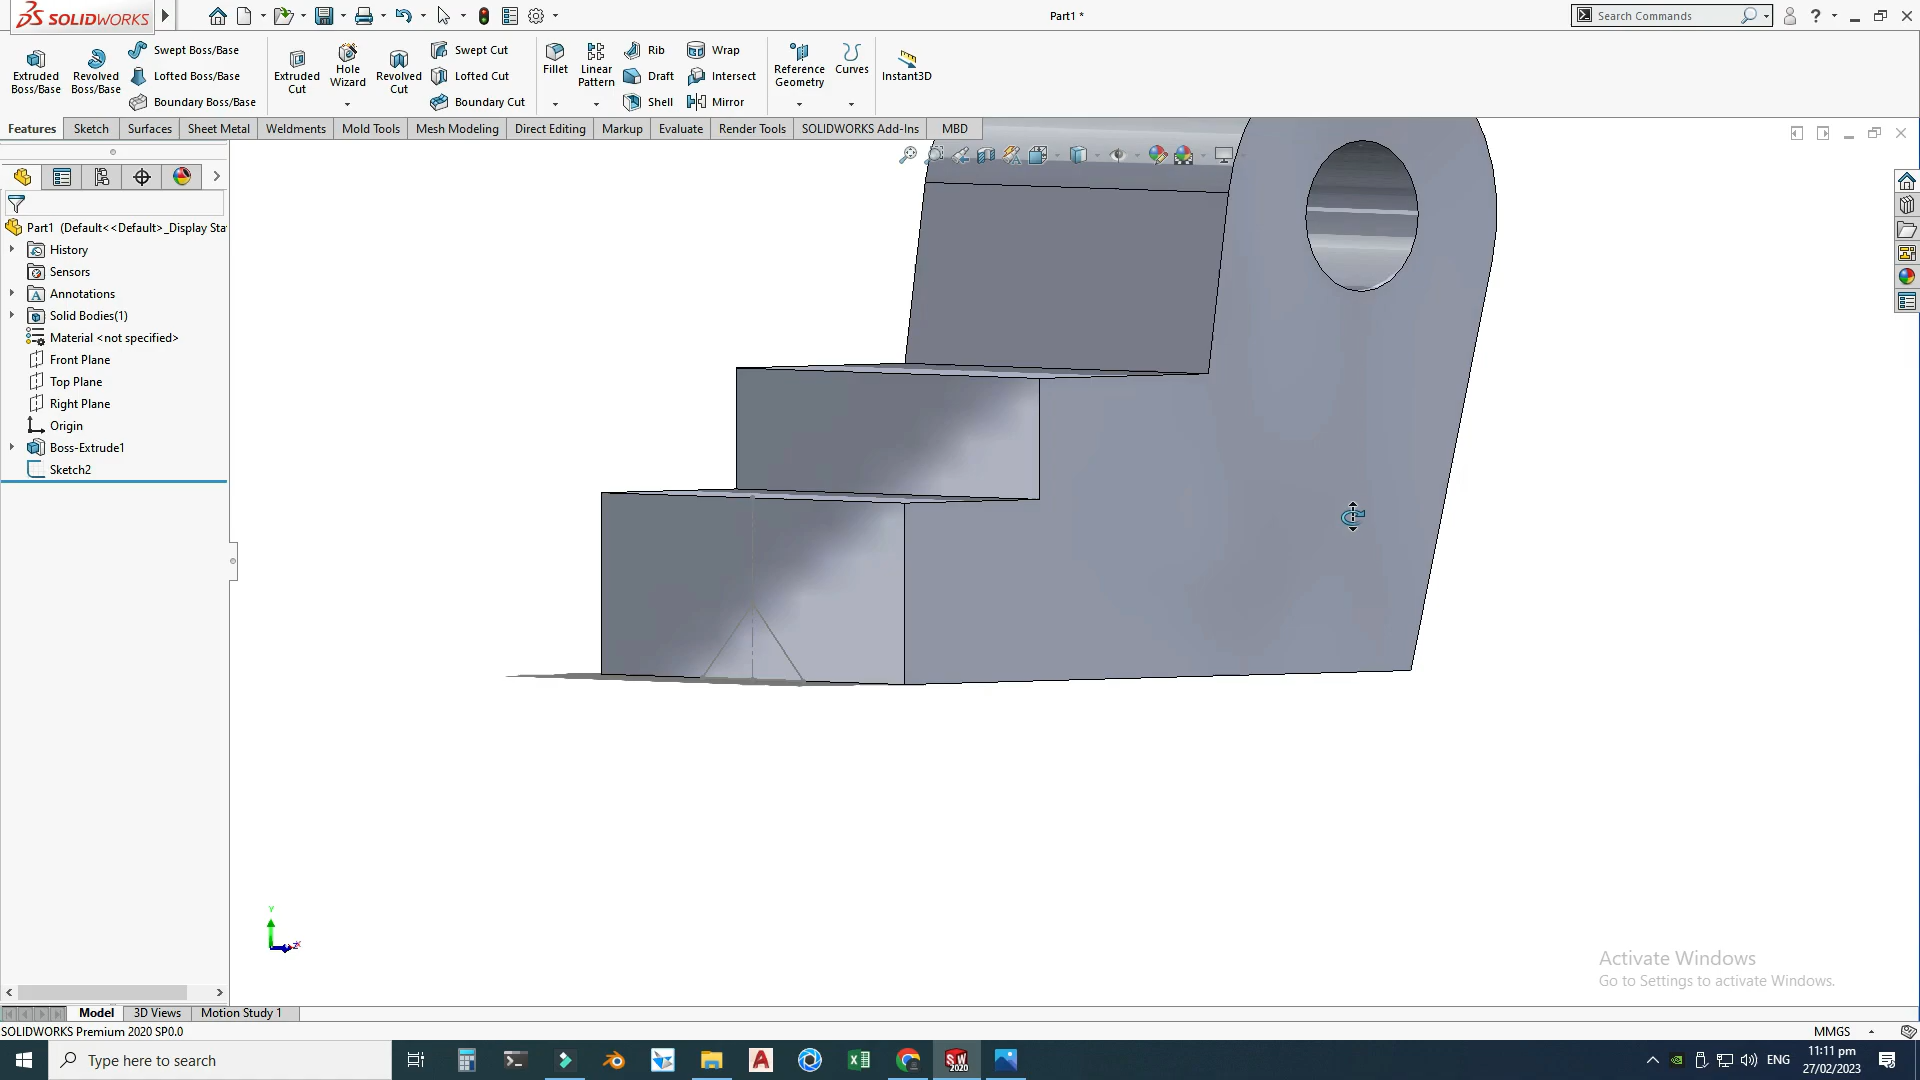 SOLIDWORKS
Part1 *
Search Commands
Extruded Boss/Base
Revolved Boss/Base
Swept Boss/Base
Lofted Boss/Base
Boundary Boss/Base
Extruded Cut
Hole Wizard
Revolved Cut
Swept Cut
Lofted Cut
Boundary Cut
Fillet
Linear Pattern
Rib
Draft
Shell
Wrap
Intersect
Mirror
Reference Geometry
Curves
Instant3D
Features
Sketch
Surfaces
Sheet Metal
Weldments
Mold Tools
Mesh Modeling
Direct Editing
Markup
Evaluate
Render Tools
SOLIDWORKS Add-Ins
MBD
Part1 (Default<<Default>_Display Sta
History
Sensors
Annotations
Solid Bodies(1)
Material <not specified>
Front Plane
Top Plane
Right Plane
Origin
Boss-Extrude1
Sketch2
Y
Z
X
Activate Windows
Go to Settings to activate Windows.
Model
3D Views
Motion Study 1
SOLIDWORKS Premium 2020 SP0.0
MMGS
Type here to search
SW
2020
ENG
11:11 pm
27/02/2023